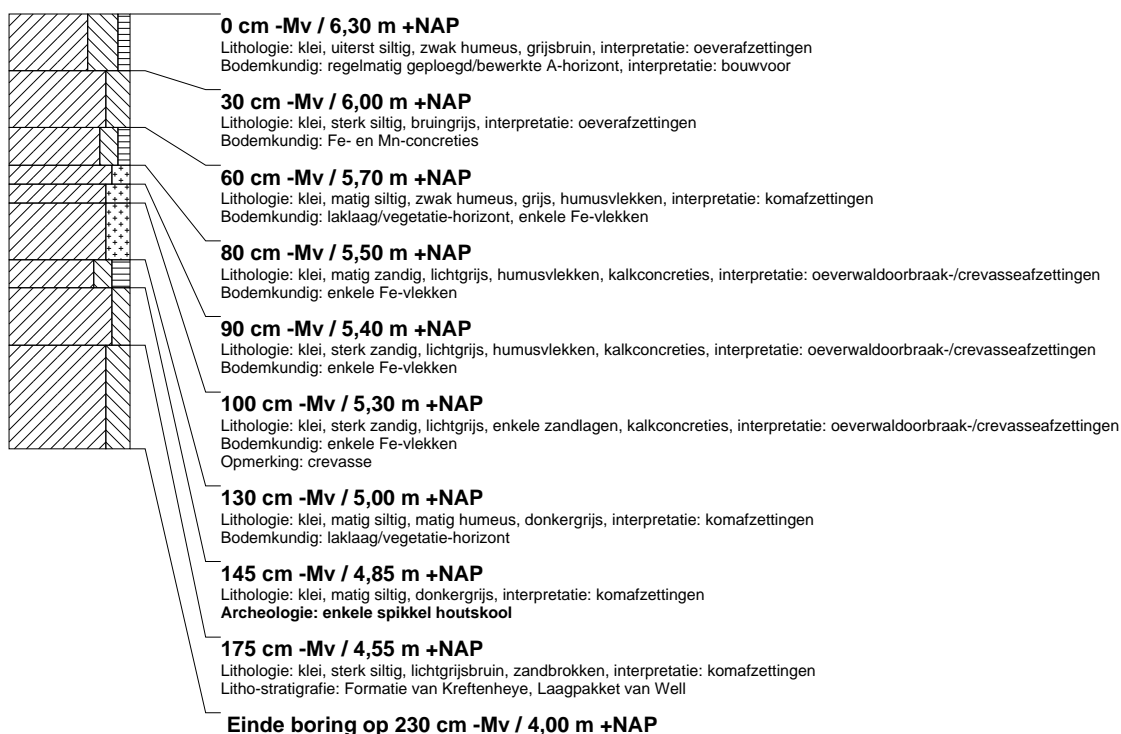 0 cm -Mv / 6,30 m +NAP
Lithologie: klei, uiterst siltig, zwak humeus, grijsbruin, interpretatie: oeverafzettingen
Bodemkundig: regelmatig geploegd/bewerkte A-horizont, interpretatie: bouwvoor
30 cm -Mv / 6,00 m +NAP
Lithologie: klei, sterk siltig, bruingrijs, interpretatie: oeverafzettingen
Bodemkundig: Fe- en Mn-concreties
60 cm -Mv / 5,70 m +NAP
Lithologie: klei, matig siltig, zwak humeus, grijs, humusvlekken, interpretatie: komafzettingen
Bodemkundig: laklaag/vegetatie-horizont, enkele Fe-vlekken
80 cm -Mv / 5,50 m +NAP
Lithologie: klei, matig zandig, lichtgrijs, humusvlekken, kalkconcreties, interpretatie: oeverwaldoorbraak-/crevasseafzettingen
Bodemkundig: enkele Fe-vlekken
90 cm -Mv / 5,40 m +NAP
Lithologie: klei, sterk zandig, lichtgrijs, humusvlekken, kalkconcreties, interpretatie: oeverwaldoorbraak-/crevasseafzettingen
Bodemkundig: enkele Fe-vlekken
100 cm -Mv / 5,30 m +NAP
Lithologie: klei, sterk zandig, lichtgrijs, enkele zandlagen, kalkconcreties, interpretatie: oeverwaldoorbraak-/crevasseafzettingen
Bodemkundig: enkele Fe-vlekken
Opmerking: crevasse
130 cm -Mv / 5,00 m +NAP
Lithologie: klei, matig siltig, matig humeus, donkergrijs, interpretatie: komafzettingen
Bodemkundig: laklaag/vegetatie-horizont
145 cm -Mv / 4,85 m +NAP
Lithologie: klei, matig siltig, donkergrijs, interpretatie: komafzettingen
Archeologie: enkele spikkel houtskool
175 cm -Mv / 4,55 m +NAP
Lithologie: klei, sterk siltig, lichtgrijsbruin, zandbrokken, interpretatie: komafzettingen
Litho-stratigrafie: Formatie van Kreftenheye, Laagpakket van Well
Einde boring op 230 cm -Mv / 4,00 m +NAP